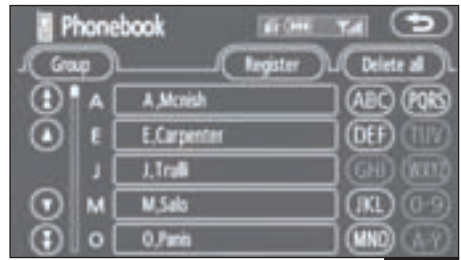 Phonebook
Group Register Delete all
A A,Mcnish ABC PQRS
E E,Carpenter DEF TUV
J J,Trulli GHI WXYZ
M M,Salo JKL 0-9
O O,Panis MNO A-Y